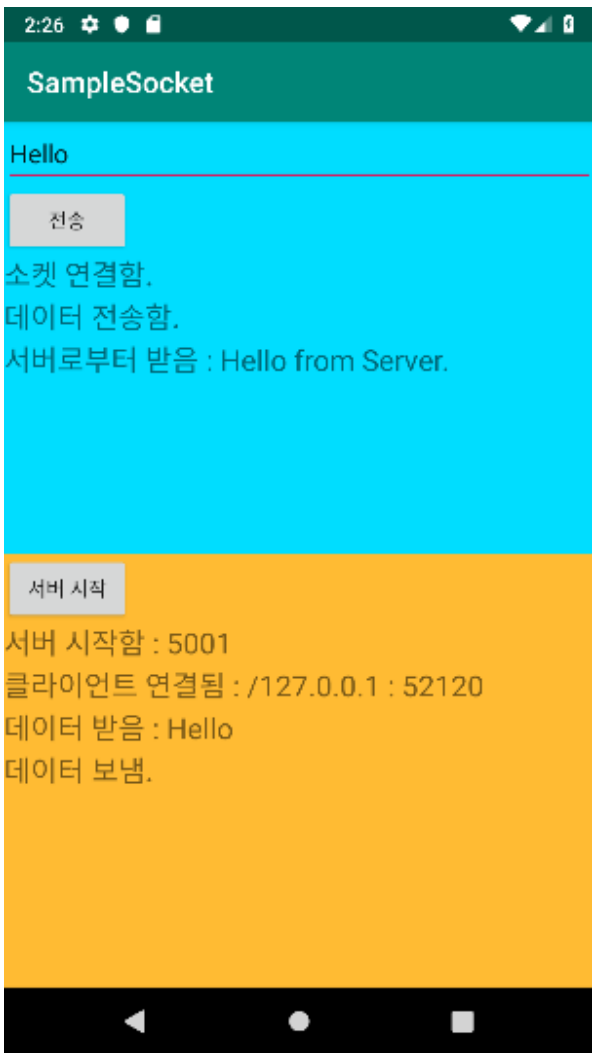 2:26
SampleSocket
Hello
전송
소켓 연결함.
데이터 전송함.
서버로부터 받음 : Hello from Server.
서버 시작
서버 시작함 : 5001
클라이언트 연결됨 : /127.0.0.1 : 52120
데이터 받음 : Hello
데이터 보냄.